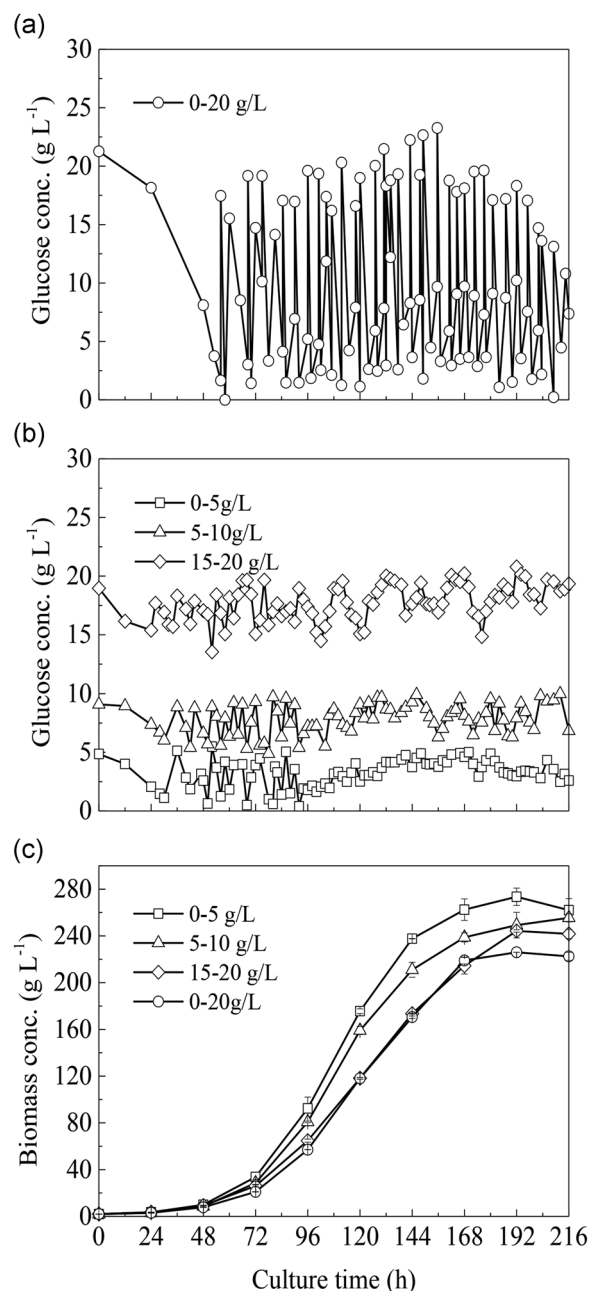 (a)
30
25
20
15
10
5
0
Glucose conc. (g L⁻¹)
0-20 g/L
(b)
30
25
20
15
10
5
0
Glucose conc. (g L⁻¹)
0-5g/L
5-10g/L
15-20 g/L
(c)
280
240
200
160
120
80
40
0
Biomass conc. (g L⁻¹)
0-5 g/L
5-10 g/L
15-20 g/L
0-20g/L
0 24 48 72 96 120 144 168 192 216
Culture time (h)